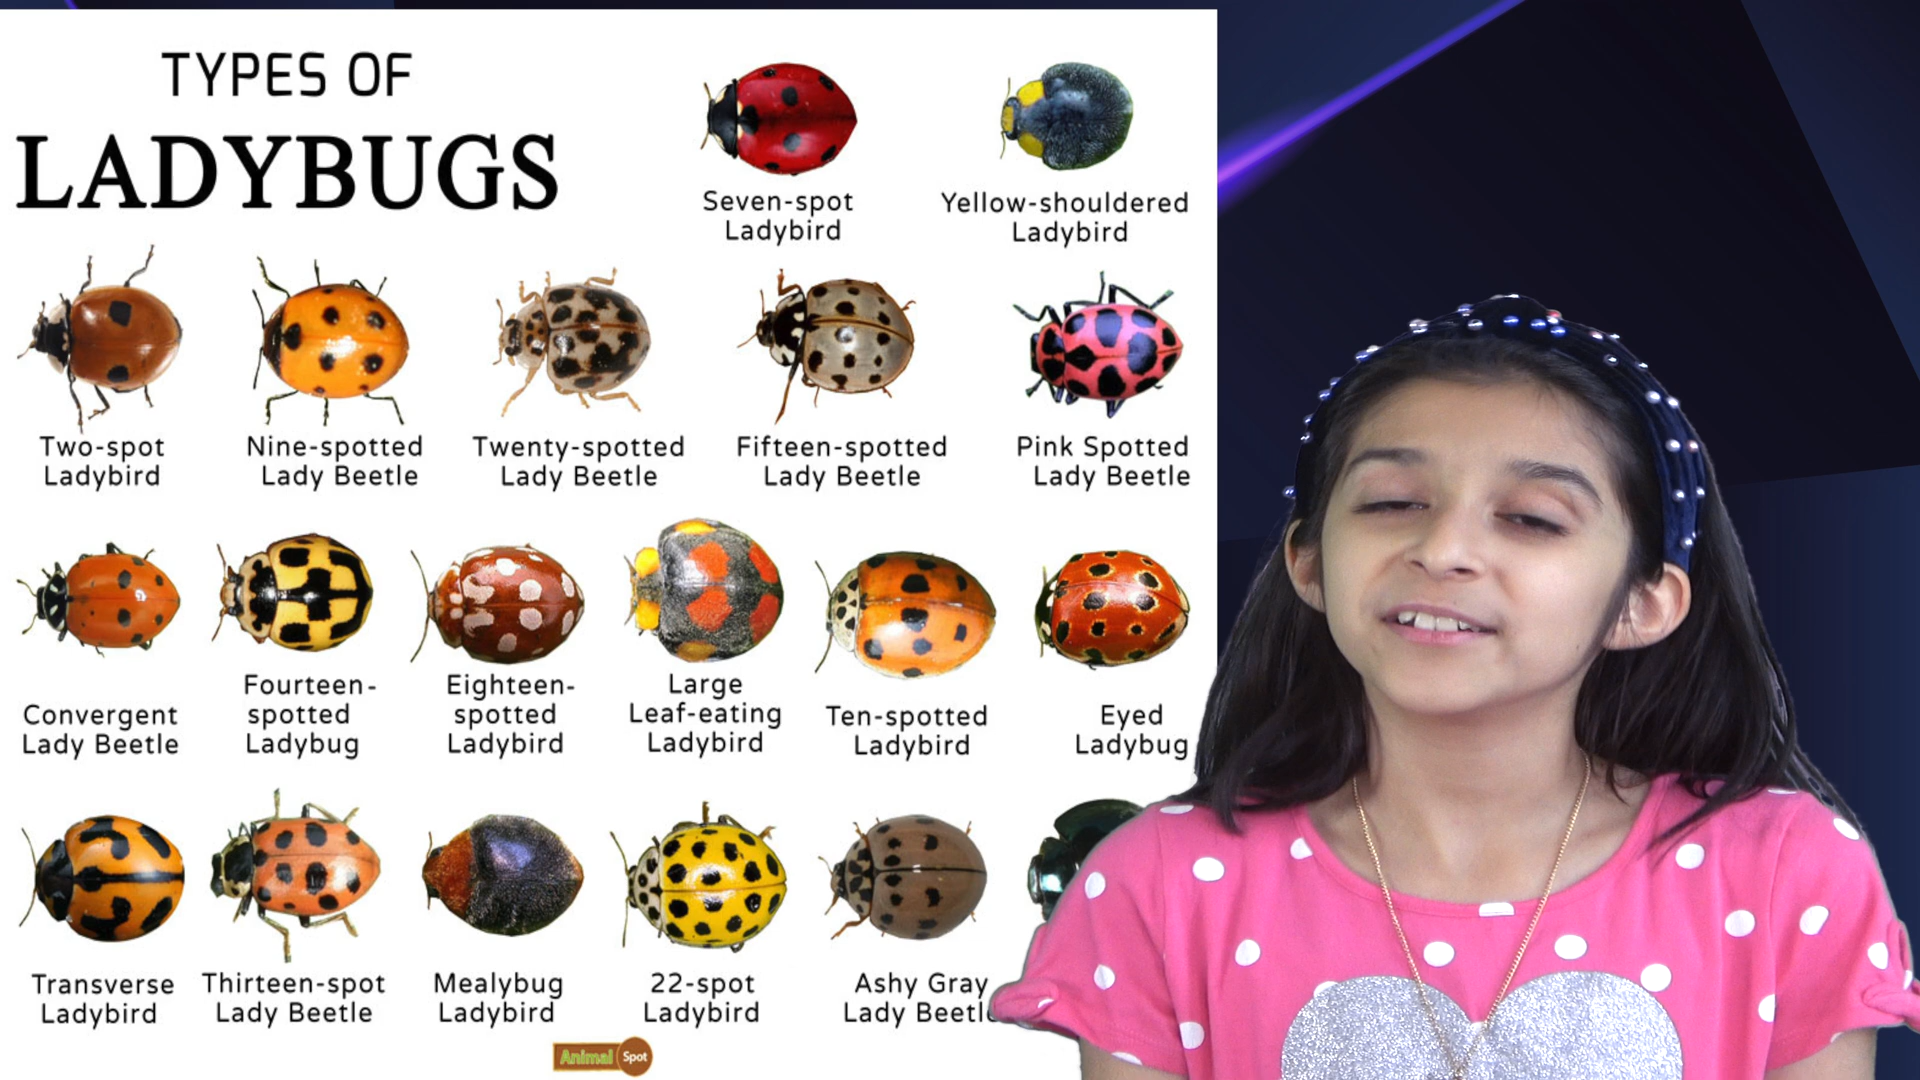 TYPES OF
LADYBUGS
Seven-spot
Ladybird
Yellow-shouldered
Ladybird
Two-spot
Ladybird
Nine-spotted
Lady Beetle
Twenty-spotted
Lady Beetle
Fifteen-spotted
Lady Beetle
Pink Spotted
Lady Beetle
Convergent
Lady Beetle
Fourteen-
spotted
Ladybug
Eighteen-
spotted
Ladybird
Large
Leaf-eating
Ladybird
Ten-spotted
Ladybird
Eyed
Ladybug
Transverse
Ladybird
Thirteen-spot
Lady Beetle
Mealybug
Ladybird
22-spot
Ladybird
Ashy Gray
Lady Beetle
Animal Spot